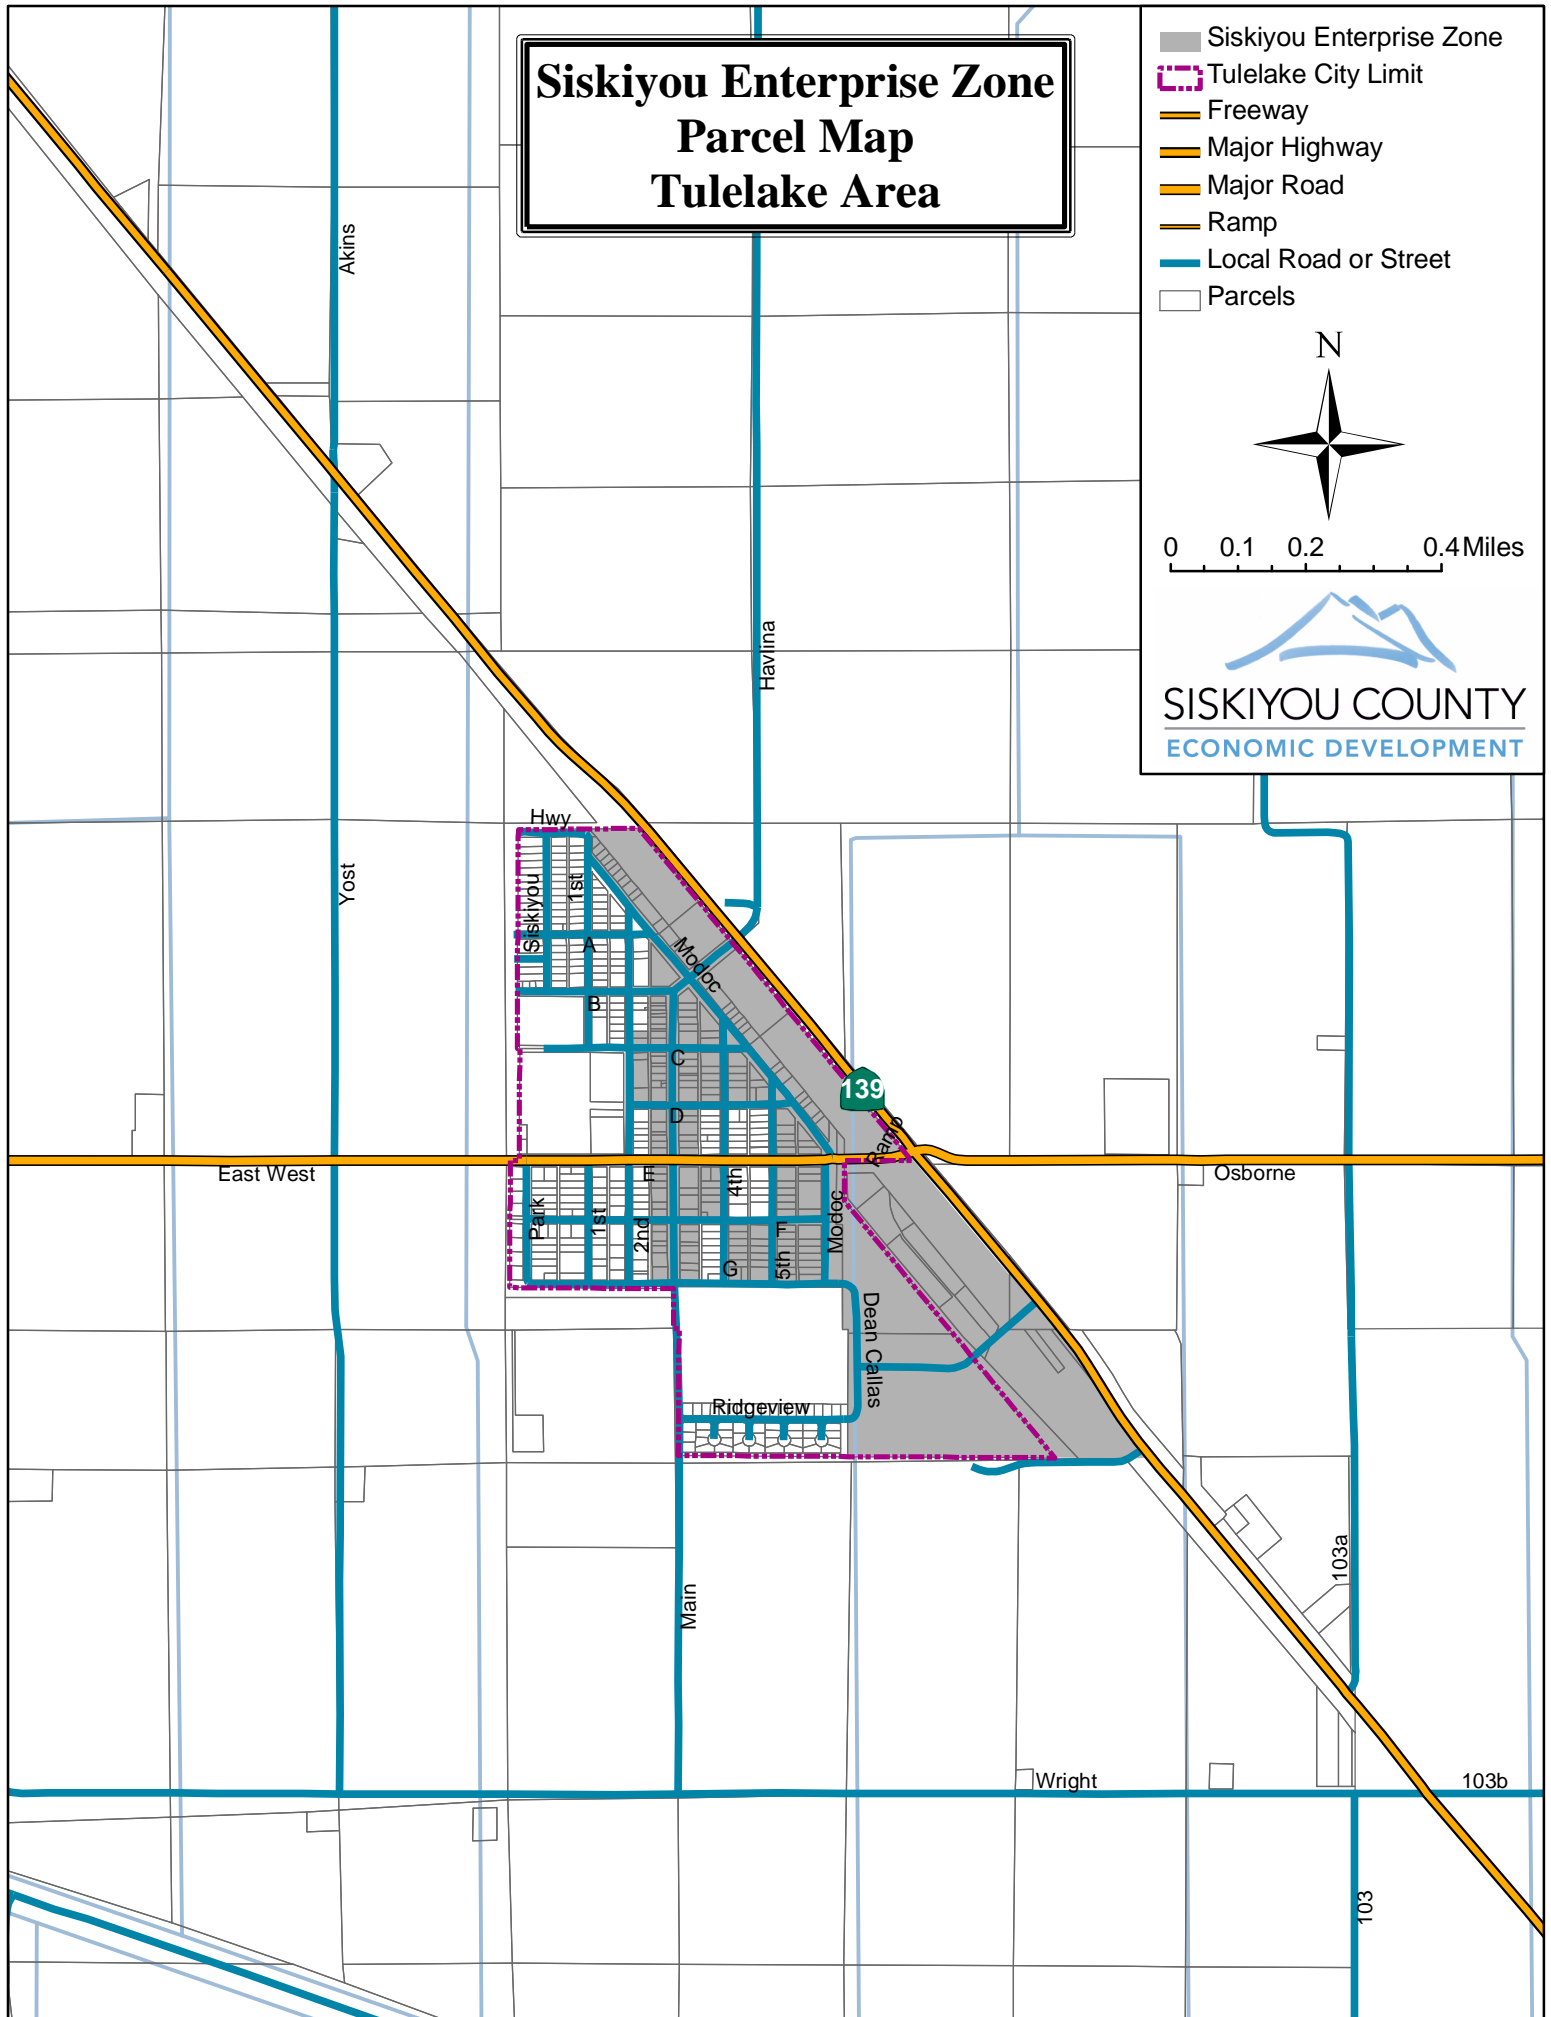 Siskiyou Enterprise Zone
Parcel Map
Tulelake Area
Siskiyou Enterprise Zone
Tulelake City Limit
Freeway
Major Highway
Major Road
Ramp
Local Road or Street
Parcels
N
0 0.1 0.2 0.4 Miles
SISKIYOU COUNTY
ECONOMIC DEVELOPMENT
Akins
Havlina
Hwy
Yost
Siskiyou
1st
A
Modoc
B
C
139
D
Ramp
East West
E
4th
Osborne
Park
1st
2nd
F
Modoc
G
5th
Dean Callas
Ridgeview
103a
Main
Wright
103b
103